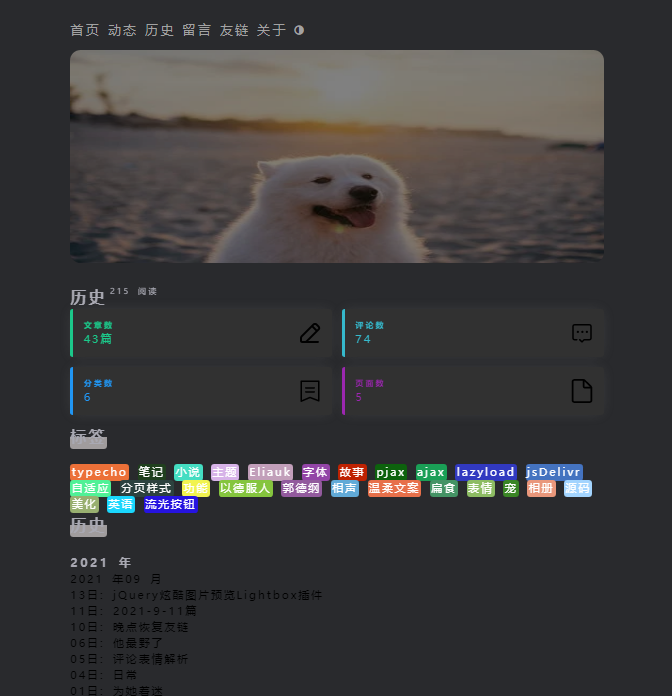 首页 动态 历史 留言 友链 关于
历史 215 阅读
文章数
43篇
评论数
74
分类数
6
页面数
5
标签
typecho 笔记 小说 主题 Eliauk 字体 故事 pjax ajax lazyload jsDelivr
自适应 分页样式 功能 以德服人 郭德纲 相声 温柔文案 扁食 表情 宠 相册 源码
美化 英语 流光按钮
历史
2021 年
2021 年09 月
13日: jQuery炫酷图片预览Lightbox插件
11日: 2021-9-11篇
10日: 晚点恢复友链
06日: 他最野了
05日: 评论表情解析
04日: 日常
01日: 为她着迷